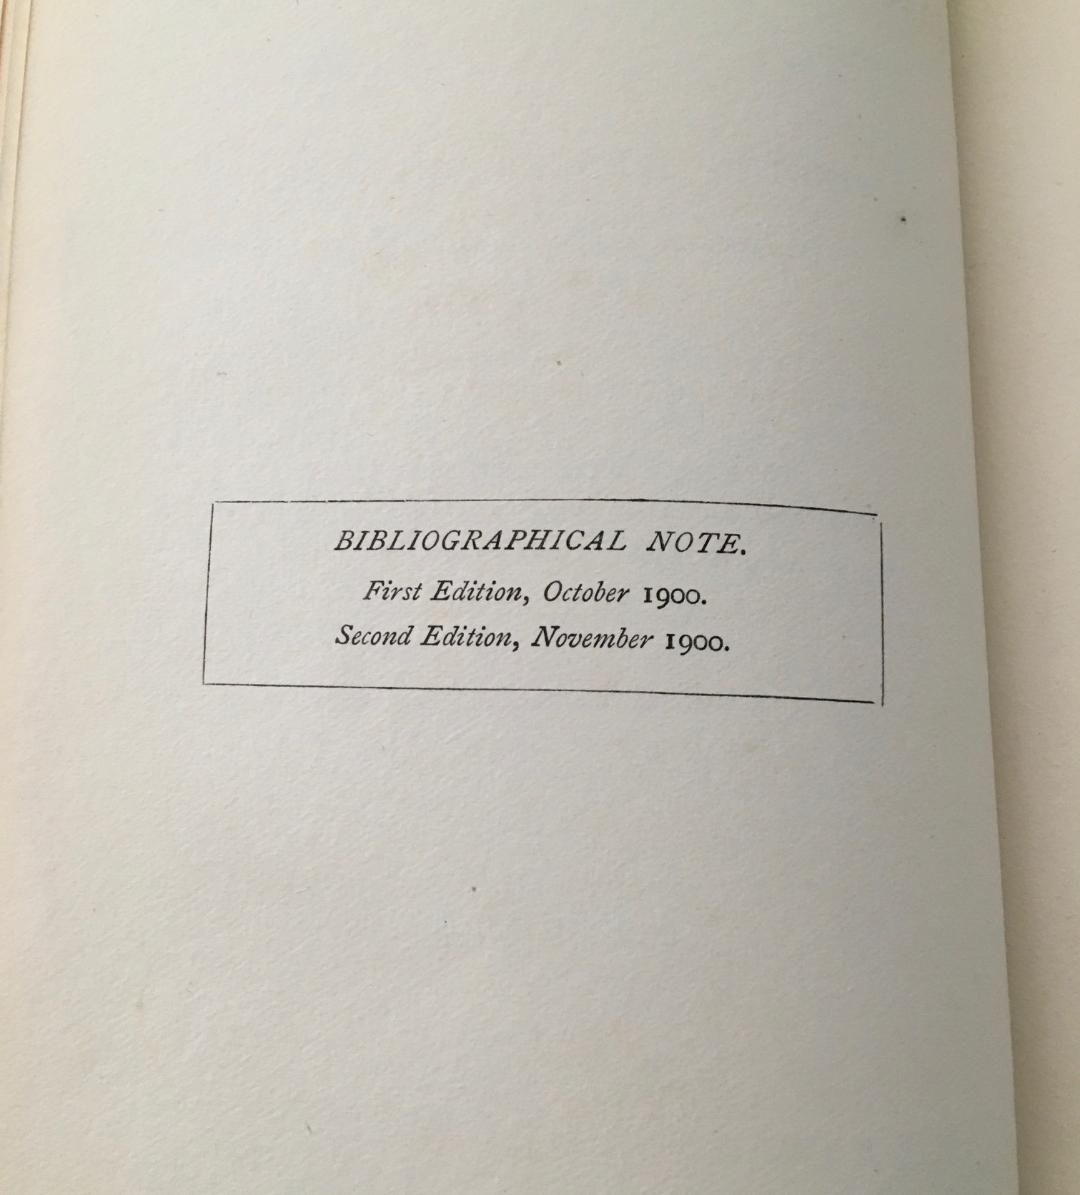 BIBLIOGRAPHICAL NOTE.
First Edition, October 1900.
Second Edition, November 1900.